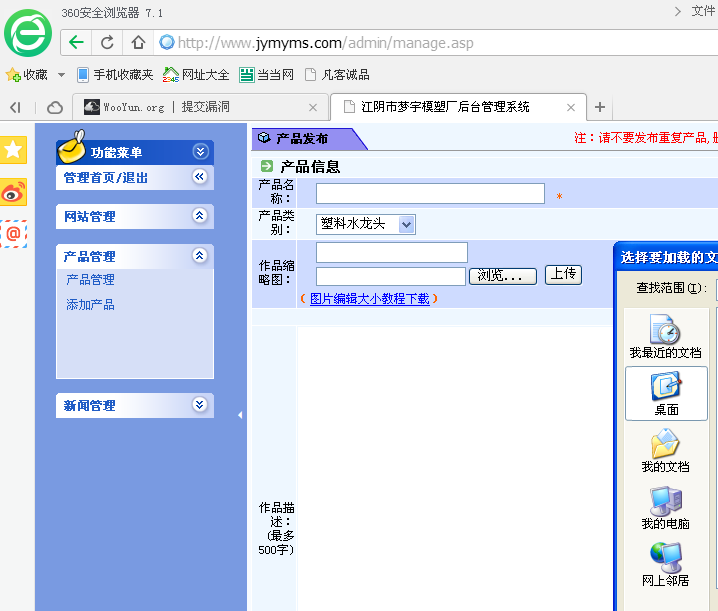 360安全浏览器 7.1
文件
http://www.jymyms.com/admin/manage.asp
收藏 手机收藏夹 网址大全 当当网 凡客诚品
WooYun.org | 提交漏洞
江阴市梦宇模塑厂后台管理系统
功能菜单
管理首页/退出
网站管理
产品管理
产品管理
添加产品
新闻管理
产品发布
注：请不要发布重复产品,
产品信息
产品名
称： *
产品类
别： 塑料水龙头
作品缩
略图： 浏览... 上传
(图片编辑大小教程下载)
作品描
述：
(最多
500字)
选择要加载的文
查找范围(I):
我最近的文档
桌面
我的文档
我的电脑
网上邻居